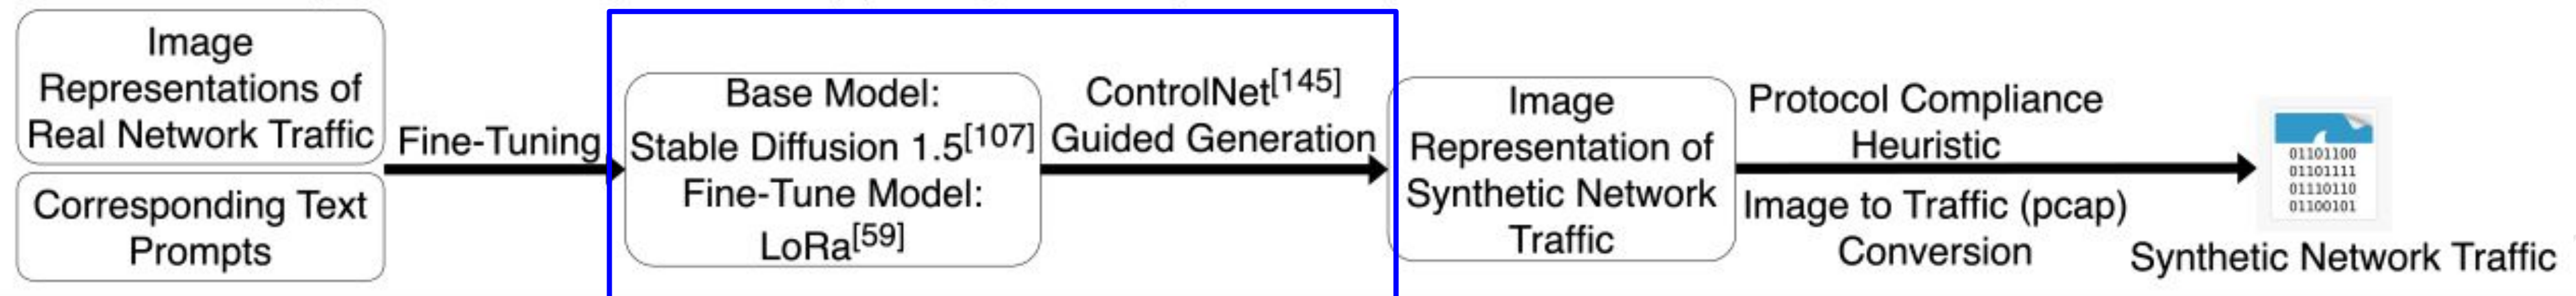 Image
Representations of
Real Network Traffic
Corresponding Text
Prompts
Fine-Tuning
Base Model:
Stable Diffusion 1.5[107]
Fine-Tune Model:
LoRa[59]
ControlNet[145]
Guided Generation
Image
Representation of
Synthetic Network
Traffic
Protocol Compliance
Heuristic
Image to Traffic (pcap)
Conversion
01101100
01101111
01110110
01100101
Synthetic Network Traffic